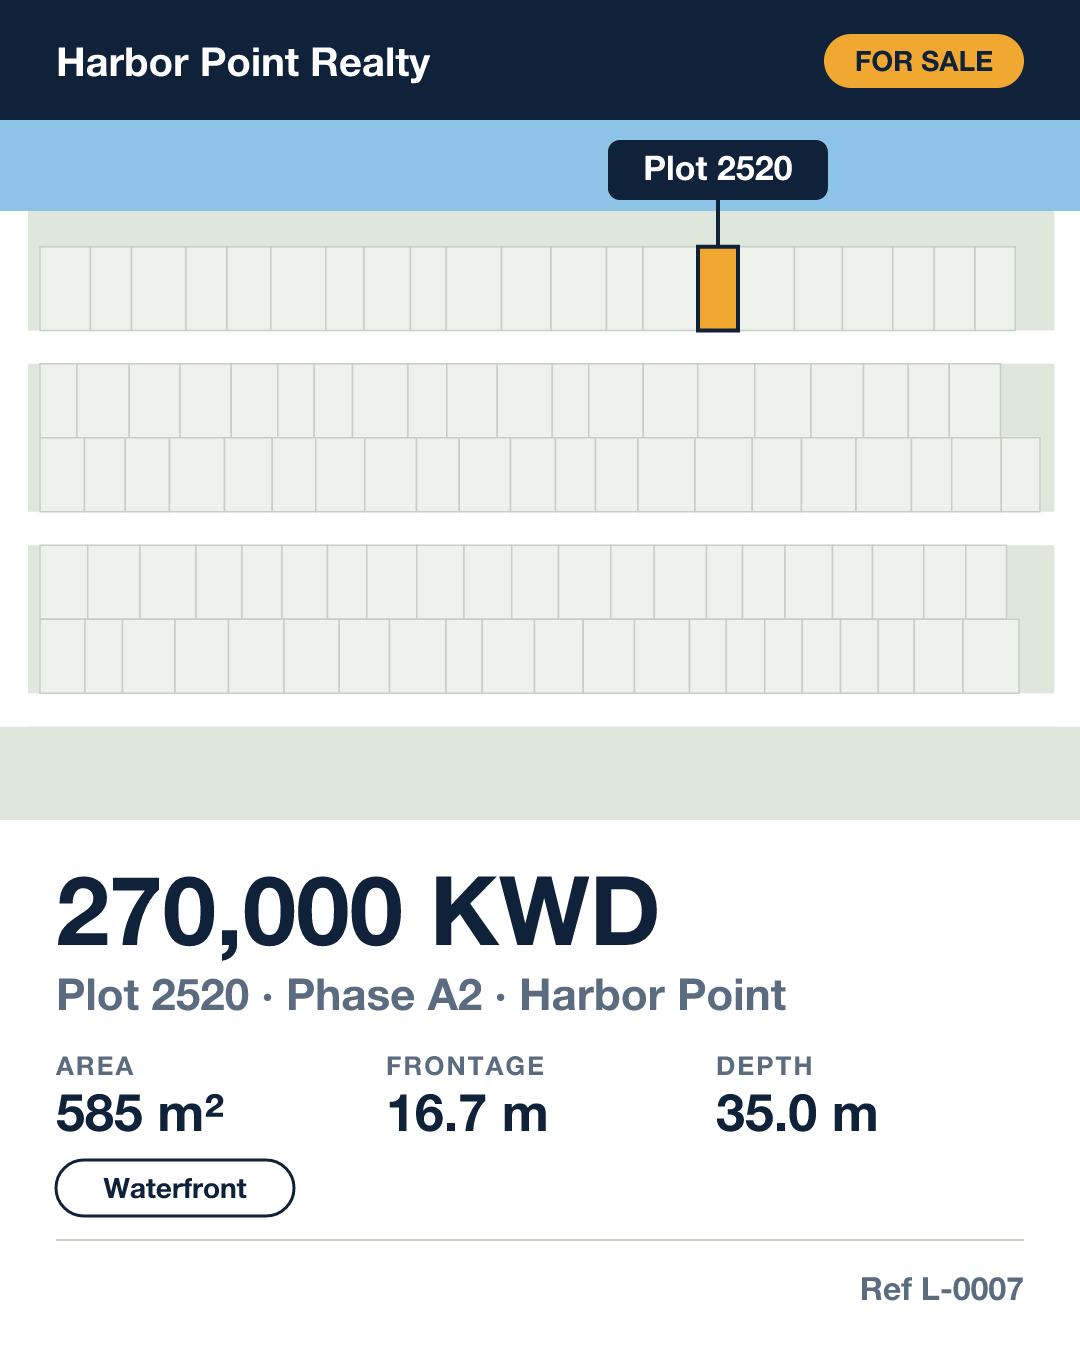 Harbor Point Realty
FOR SALE
Plot 2520
270,000 KWD
Plot 2520 · Phase A2 · Harbor Point
AREA FRONTAGE DEPTH
585 m² 16.7 m 35.0 m
Waterfront
Ref L-0007